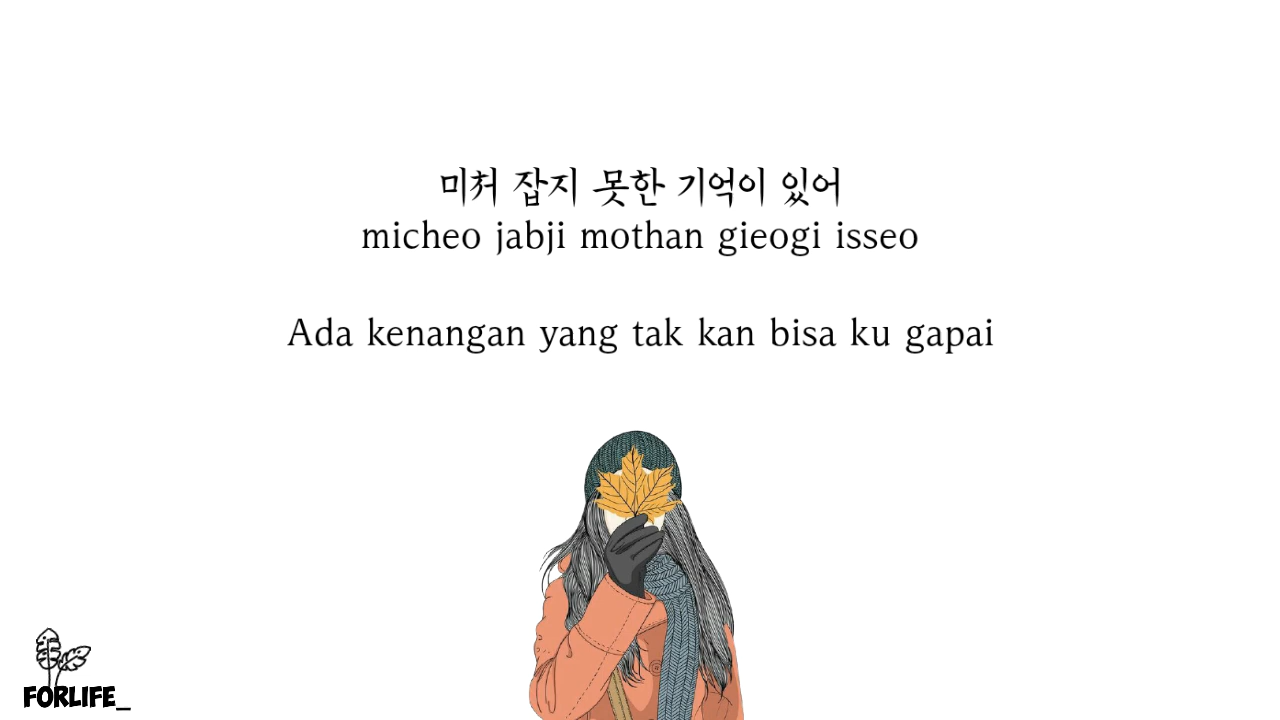 미처 잡지 못한 기억이 있어
micheo jabji mothan gieogi isseo
Ada kenangan yang tak kan bisa ku gapai
FORLIFE_